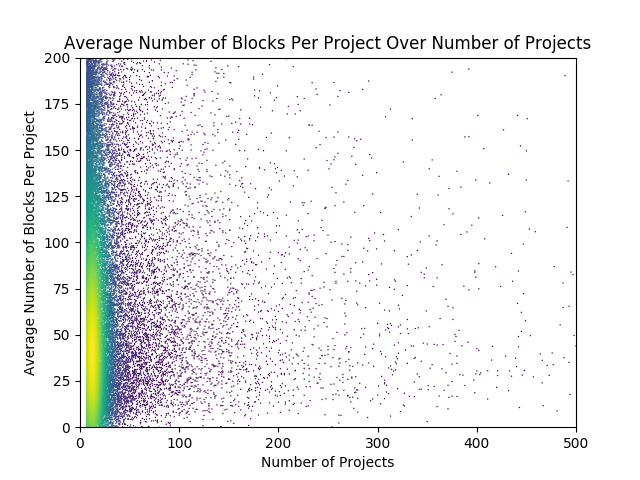 Average Number of Blocks Per Project Over Number of Projects
200
175
150
125
100
75
50
25
0
Average Number of Blocks Per Project
0 100 200 300 400 500
Number of Projects